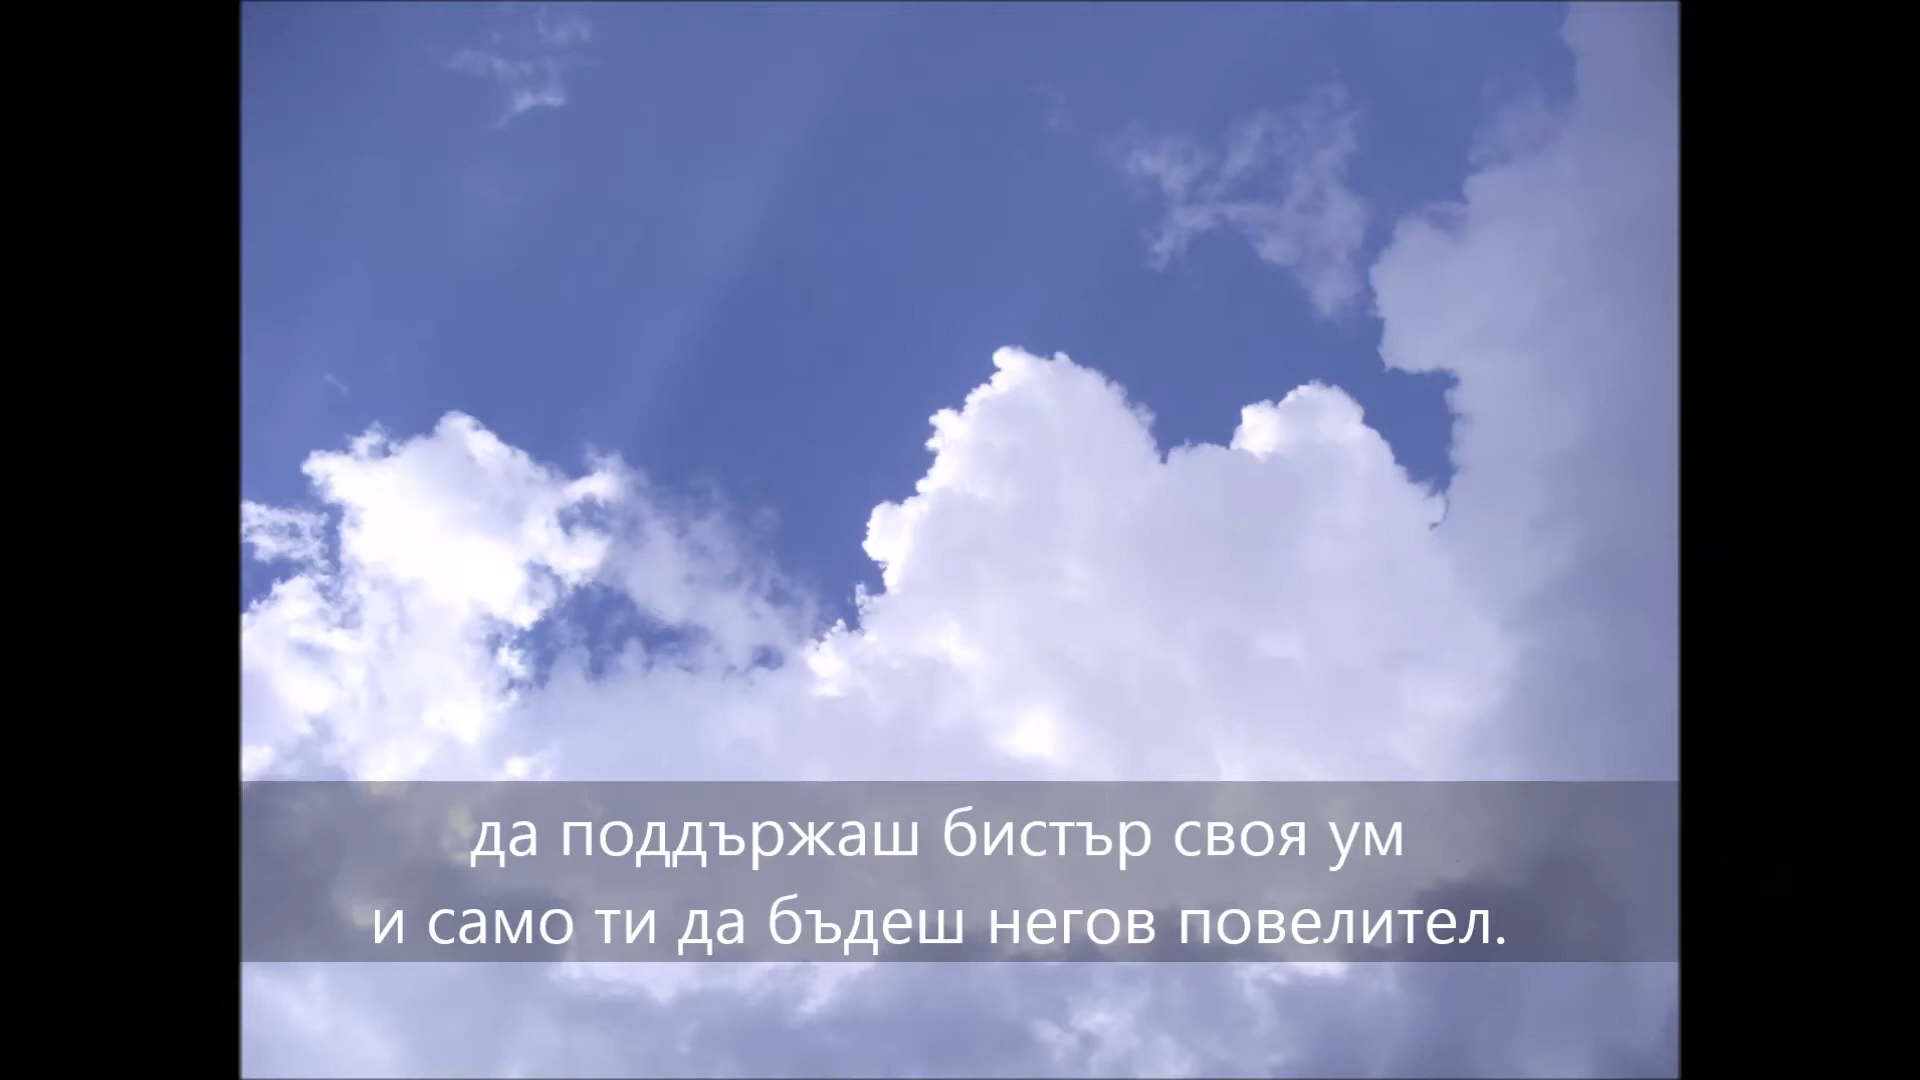 да поддържаш бистър своя ум
и само ти да бъдеш негов повелител.